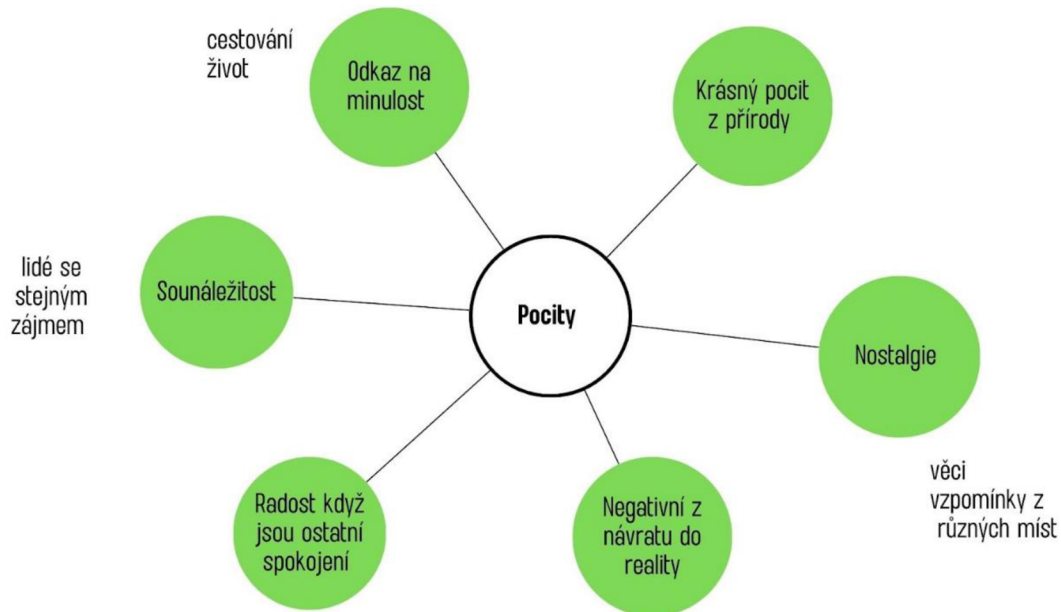 cestování
život
Odkaz na
minulost
Krásný pocit
z přírody
lidé se
stejným
zájmem
Sounáležitost
Pocity
Nostalgie
věci
vzpomínky z
různých míst
Radost když
jsou ostatní
spokojení
Negativní z
návratu do
reality